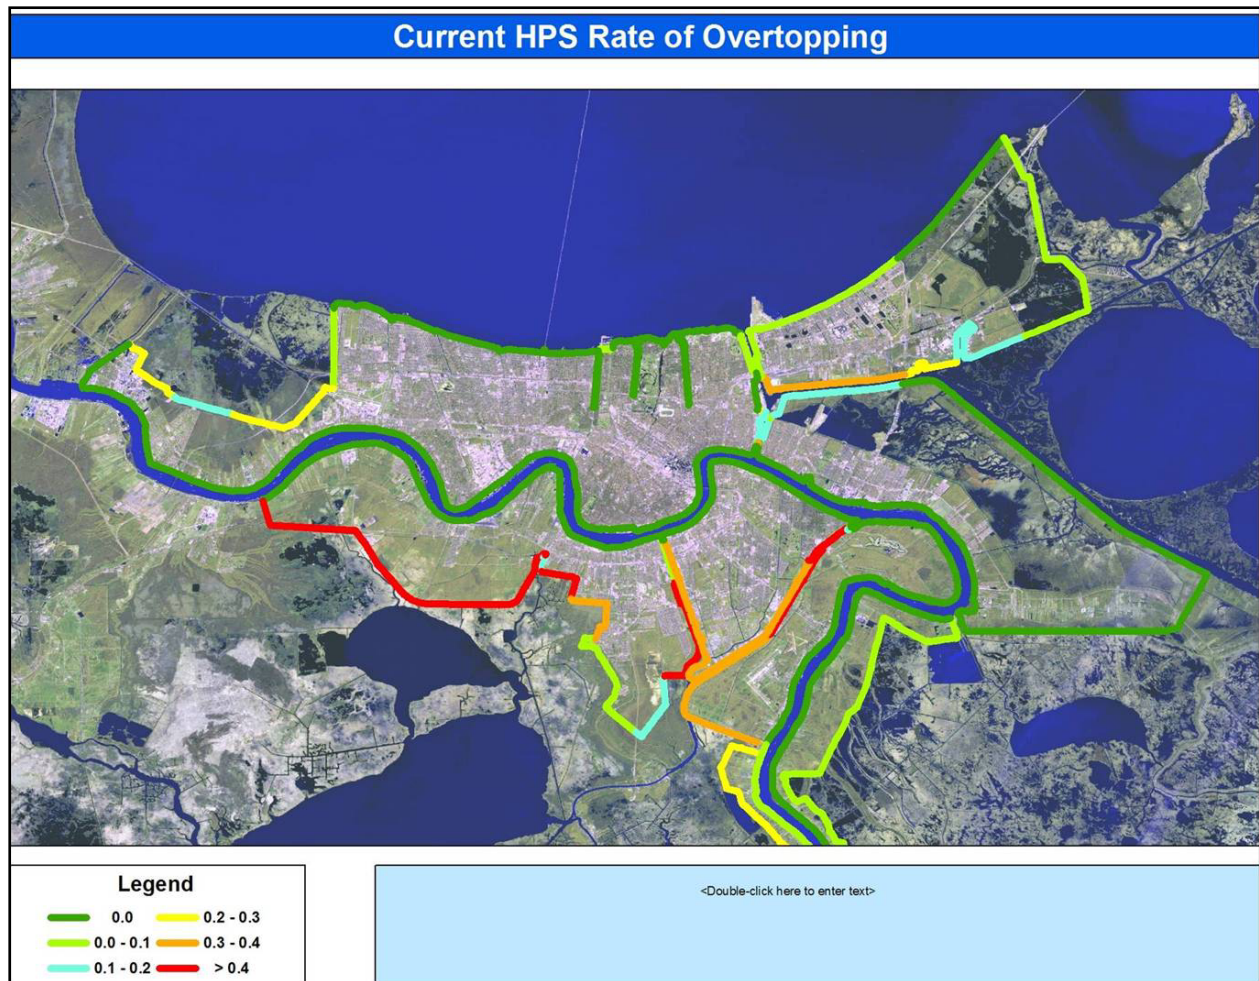 Current HPS Rate of Overtopping
Legend
0.0
0.2 - 0.3
0.0 - 0.1
0.3 - 0.4
0.1 - 0.2
> 0.4
<Double-click here to enter text>